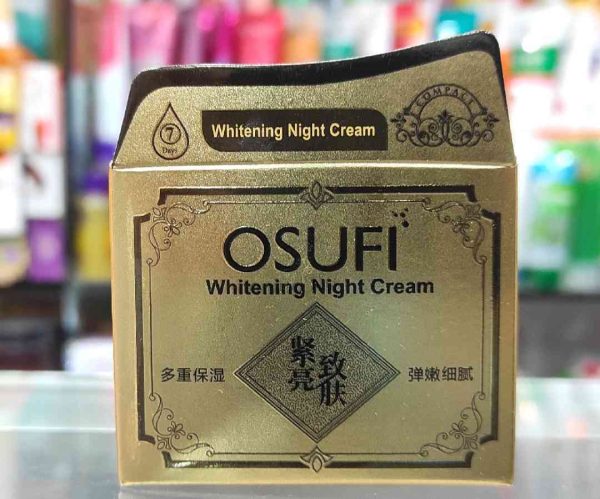 7
Days
Whitening Night Cream
COMPACT
OSUFI
Whitening Night Cream
多重保湿
紧致
亮肤
弹嫩细腻